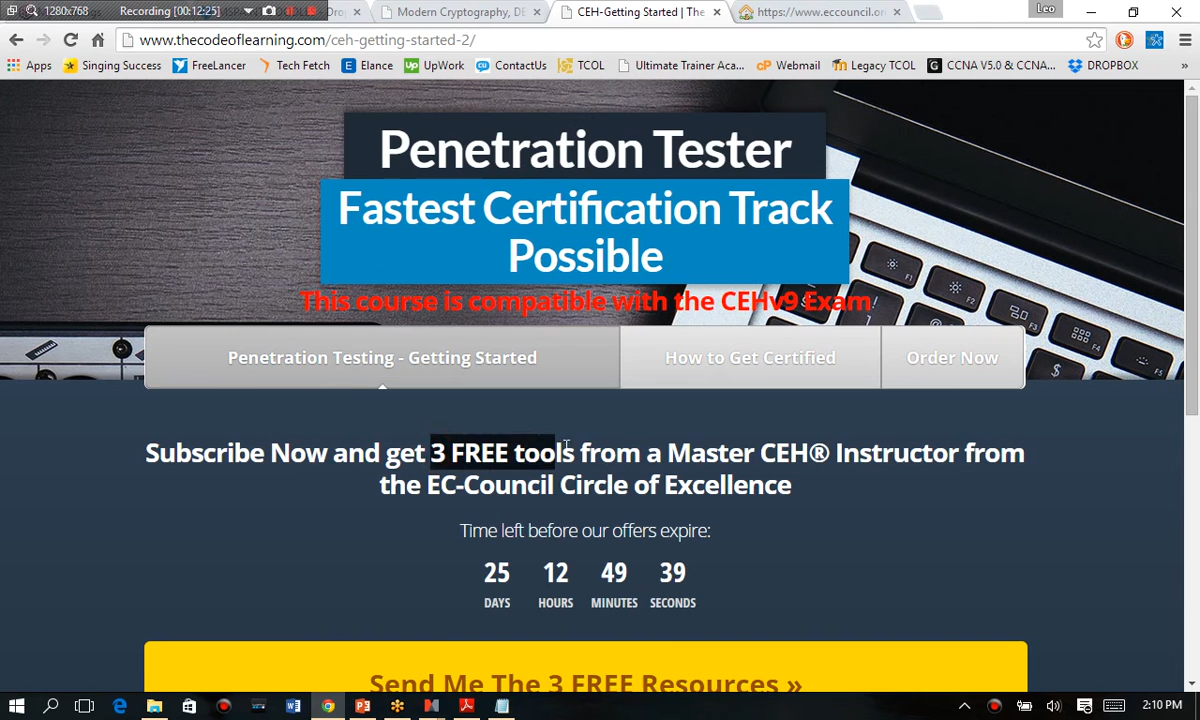 1280x768 Recording [00:12:25] Modern Cryptography, DE CEH-Getting Started | The https://www.eccouncil.or Leo
www.thecodeoflearning.com/ceh-getting-started-2/
Apps Singing Success FreeLancer Tech Fetch Elance UpWork ContactUs TCOL Ultimate Trainer Aca... Webmail Legacy TCOL CCNA V5.0 & CCNA... DROPBOX »
Penetration Tester
Fastest Certification Track
Possible
This course is compatible with the CEHv9 Exam
Penetration Testing - Getting Started How to Get Certified Order Now
Subscribe Now and get 3 FREE tools from a Master CEH® Instructor from
the EC-Council Circle of Excellence
Time left before our offers expire:
25 12 49 39
DAYS HOURS MINUTES SECONDS
Send Me The 3 FREE Resources »
2:10 PM